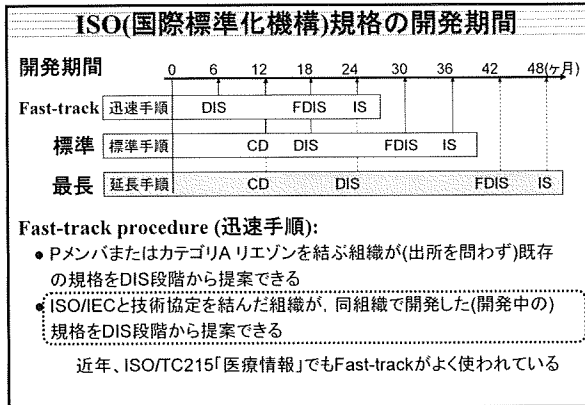 ISO(国際標準化機構)規格の開発期間
開発期間 0 6 12 18 24 30 36 42 48(ヶ月)
Fast-track 迅速手順 DIS FDIS IS
標準 標準手順 CD DIS FDIS IS
最長 延長手順 CD DIS FDIS IS
Fast-track procedure (迅速手順):
● PメンバまたはカテゴリA リエゾンを結ぶ組織が(出所を問わず)既存
の規格をDIS段階から提案できる
● ISO/IECと技術協定を結んだ組織が、同組織で開発した(開発中の)
規格をDIS段階から提案できる
近年、ISO/TC215「医療情報」でもFast-trackがよく使われている